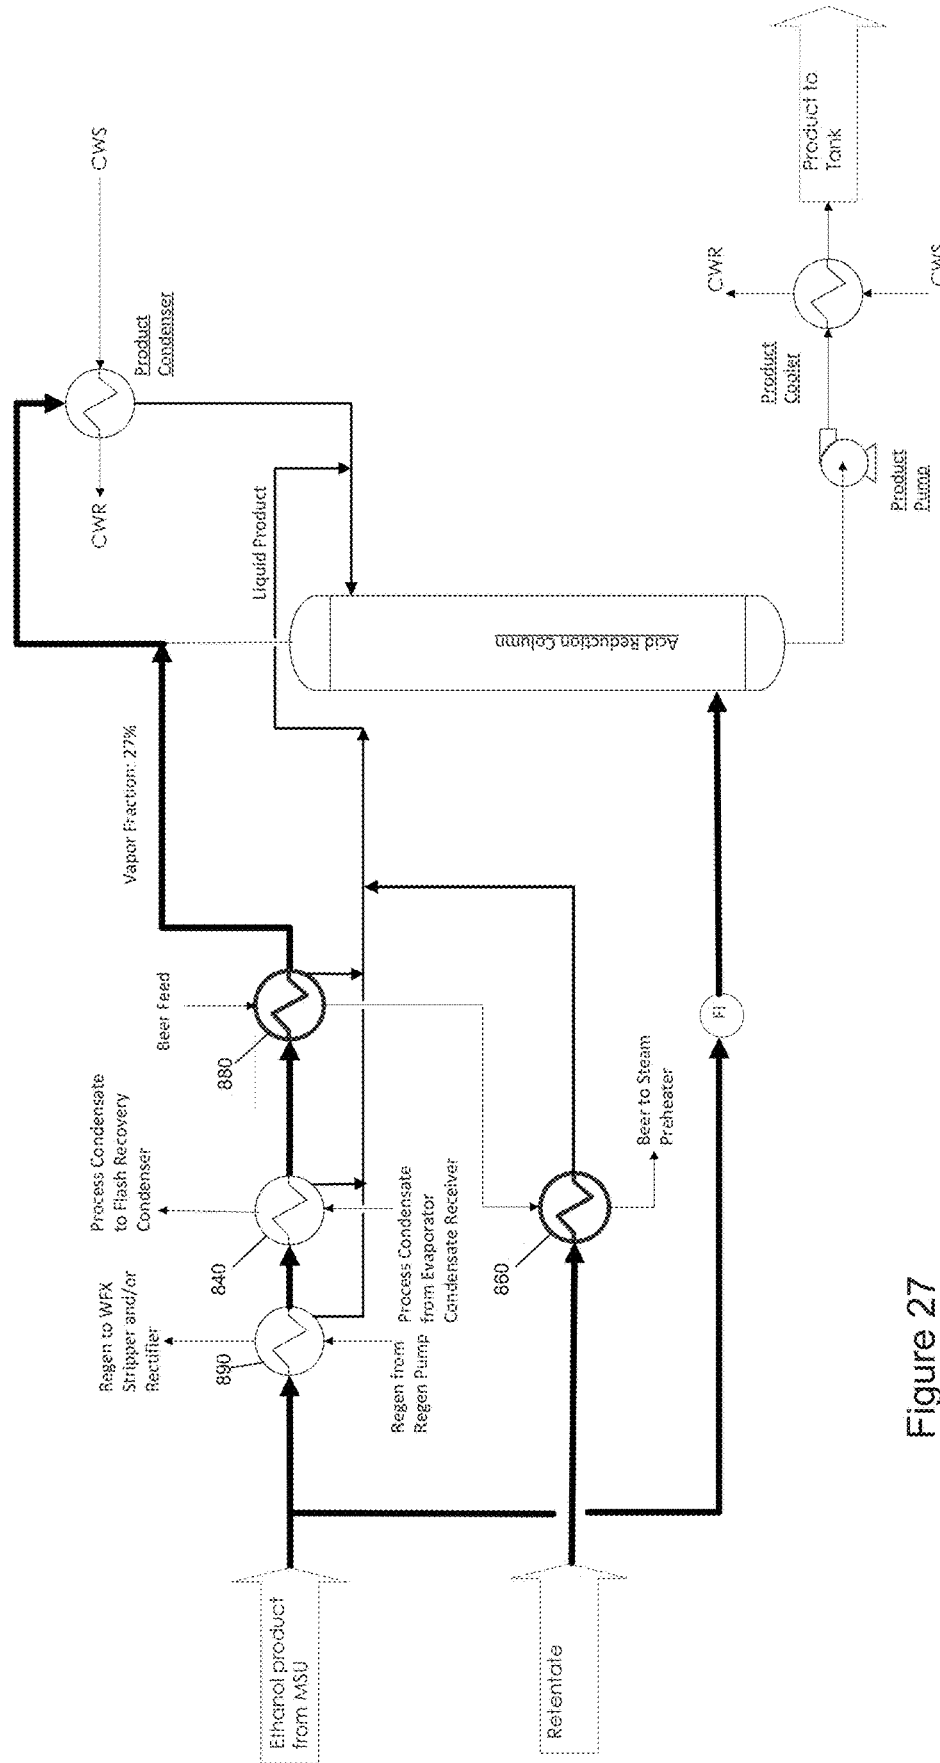 Ethanol product
from MSU
Retentate
Regen to WFX
Stripper and/or
Rectifier
890
Regen from
Regen Pump
Process Condensate
to Flash Recovery
Condenser
840
Process Condensate
from Evaporator
Condensate Receiver
Beer Feed
880
860
Beer to Steam
Preheater
FI
Vapor Fraction: 27%
Liquid Product
Acid Reduction Column
CWR
CWS
Product
Condenser
Product
Pump
Product
Cooler
CWR
CWS
Product to
Tank
Figure 27